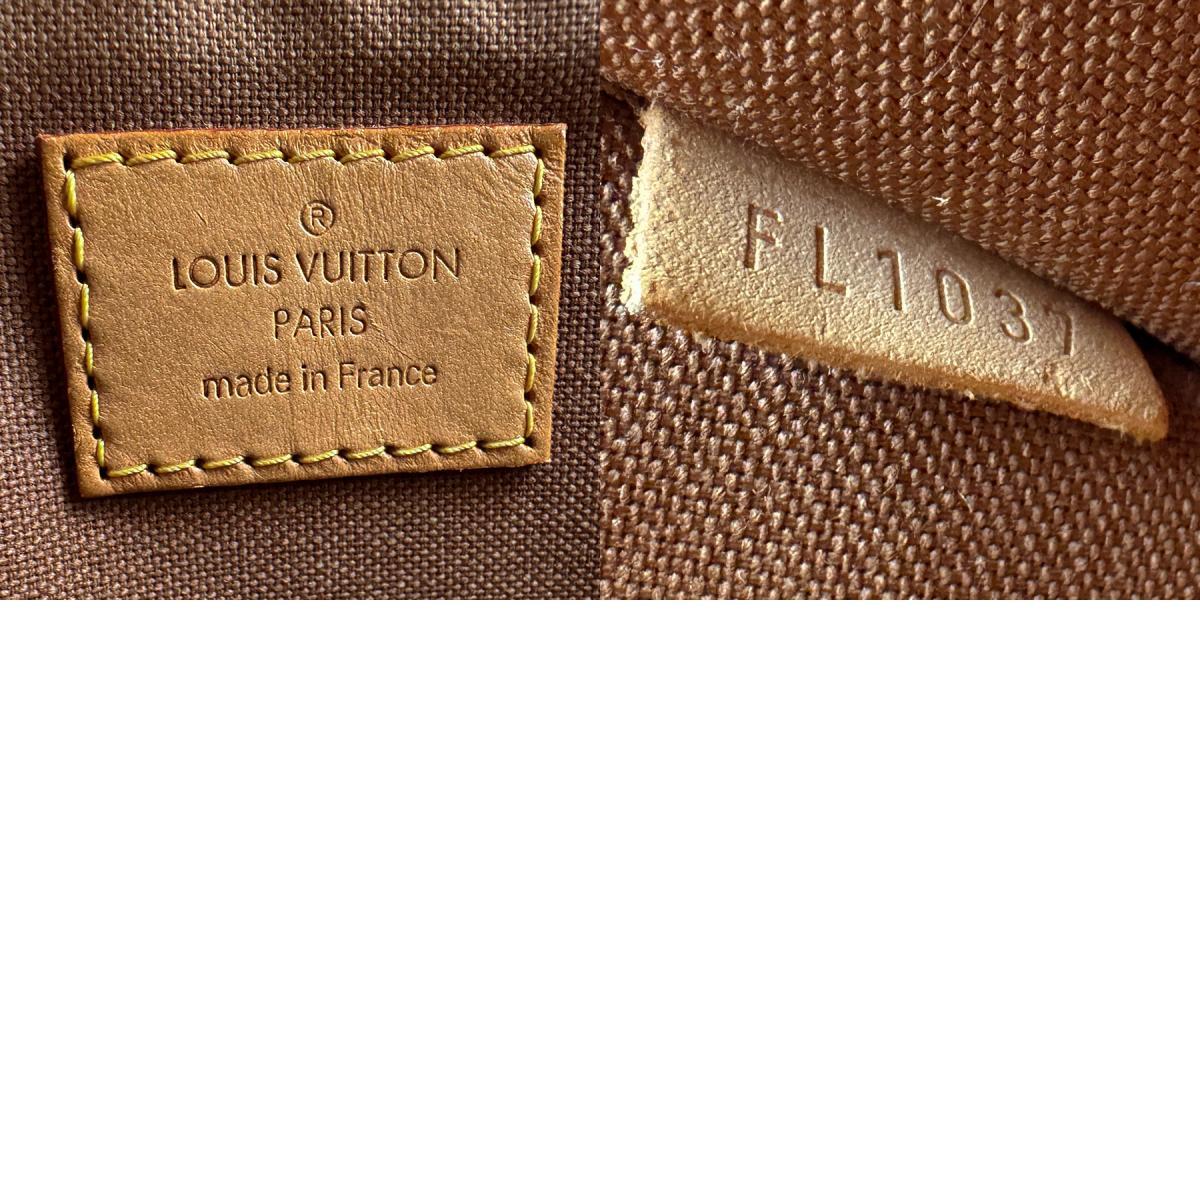 ®
LOUIS VUITTON
PARIS
made in France
FL1031